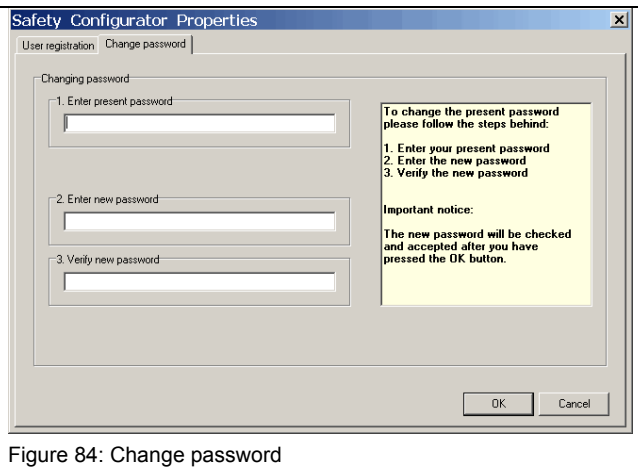 Safety Configurator Properties
User registration Change password
Changing password
1. Enter present password
To change the present password
please follow the steps behind:
1. Enter your present password
2. Enter the new password
3. Verify the new password
2. Enter new password
Important notice:
The new password will be checked
and accepted after you have
pressed the OK button.
3. Verify new password
OK Cancel
Figure 84: Change password